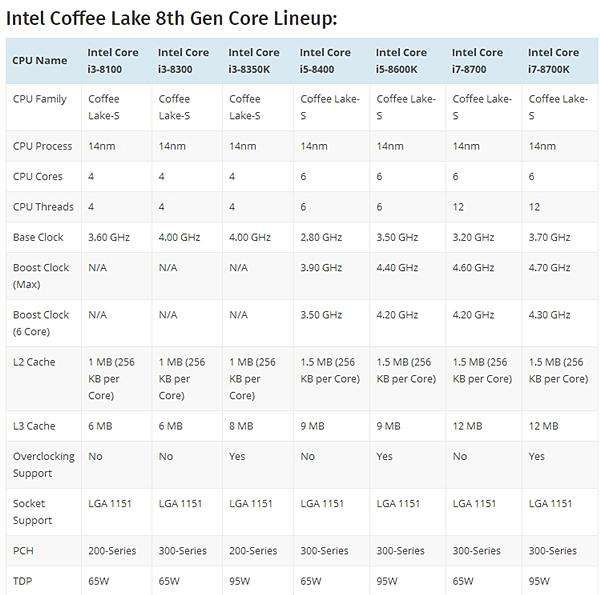 Intel Coffee Lake 8th Gen Core Lineup:
CPU Name Intel Core Intel Core Intel Core Intel Core Intel Core Intel Core Intel Core
i3-8100 i3-8300 i3-8350K i5-8400 i5-8600K i7-8700 i7-8700K
CPU Family Coffee Coffee Coffee Coffee Lake- Coffee Lake- Coffee Lake- Coffee Lake-
Lake-S Lake-S Lake-S S S S S
CPU Process 14nm 14nm 14nm 14nm 14nm 14nm 14nm
CPU Cores 4 4 4 6 6 6 6
CPU Threads 4 4 4 6 6 12 12
Base Clock 3.60 GHz 4.00 GHz 4.00 GHz 2.80 GHz 3.50 GHz 3.20 GHz 3.70 GHz
Boost Clock N/A N/A N/A 3.90 GHz 4.40 GHz 4.60 GHz 4.70 GHz
(Max)
Boost Clock N/A N/A N/A 3.50 GHz 4.20 GHz 4.20 GHz 4.30 GHz
(6 Core)
L2 Cache 1 MB (256 1 MB (256 1 MB (256 1.5 MB (256 1.5 MB (256 1.5 MB (256 1.5 MB (256
KB per KB per KB per KB per Core) KB per Core) KB per Core) KB per Core)
Core) Core) Core)
L3 Cache 6 MB 6 MB 8 MB 9 MB 9 MB 12 MB 12 MB
Overclocking No No Yes No Yes No Yes
Support
Socket LGA 1151 LGA 1151 LGA 1151 LGA 1151 LGA 1151 LGA 1151 LGA 1151
Support
PCH 200-Series 300-Series 200-Series 300-Series 300-Series 300-Series 300-Series
TDP 65W 65W 95W 65W 95W 65W 95W